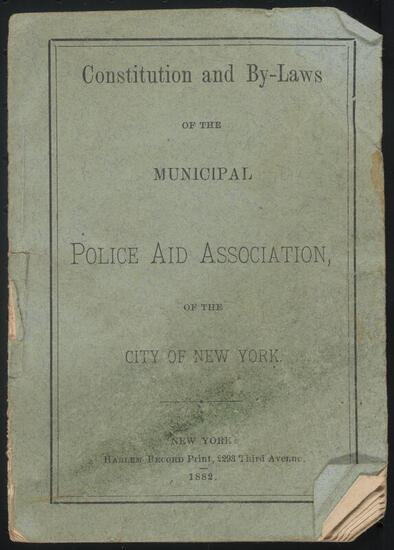 Constitution and By-Laws
OF THE
MUNICIPAL
POLICE AID ASSOCIATION,
OF THE
CITY OF NEW YORK.
NEW YORK:
HARLEM RECORD PRINT, 2293 Third Avenue.
1882.